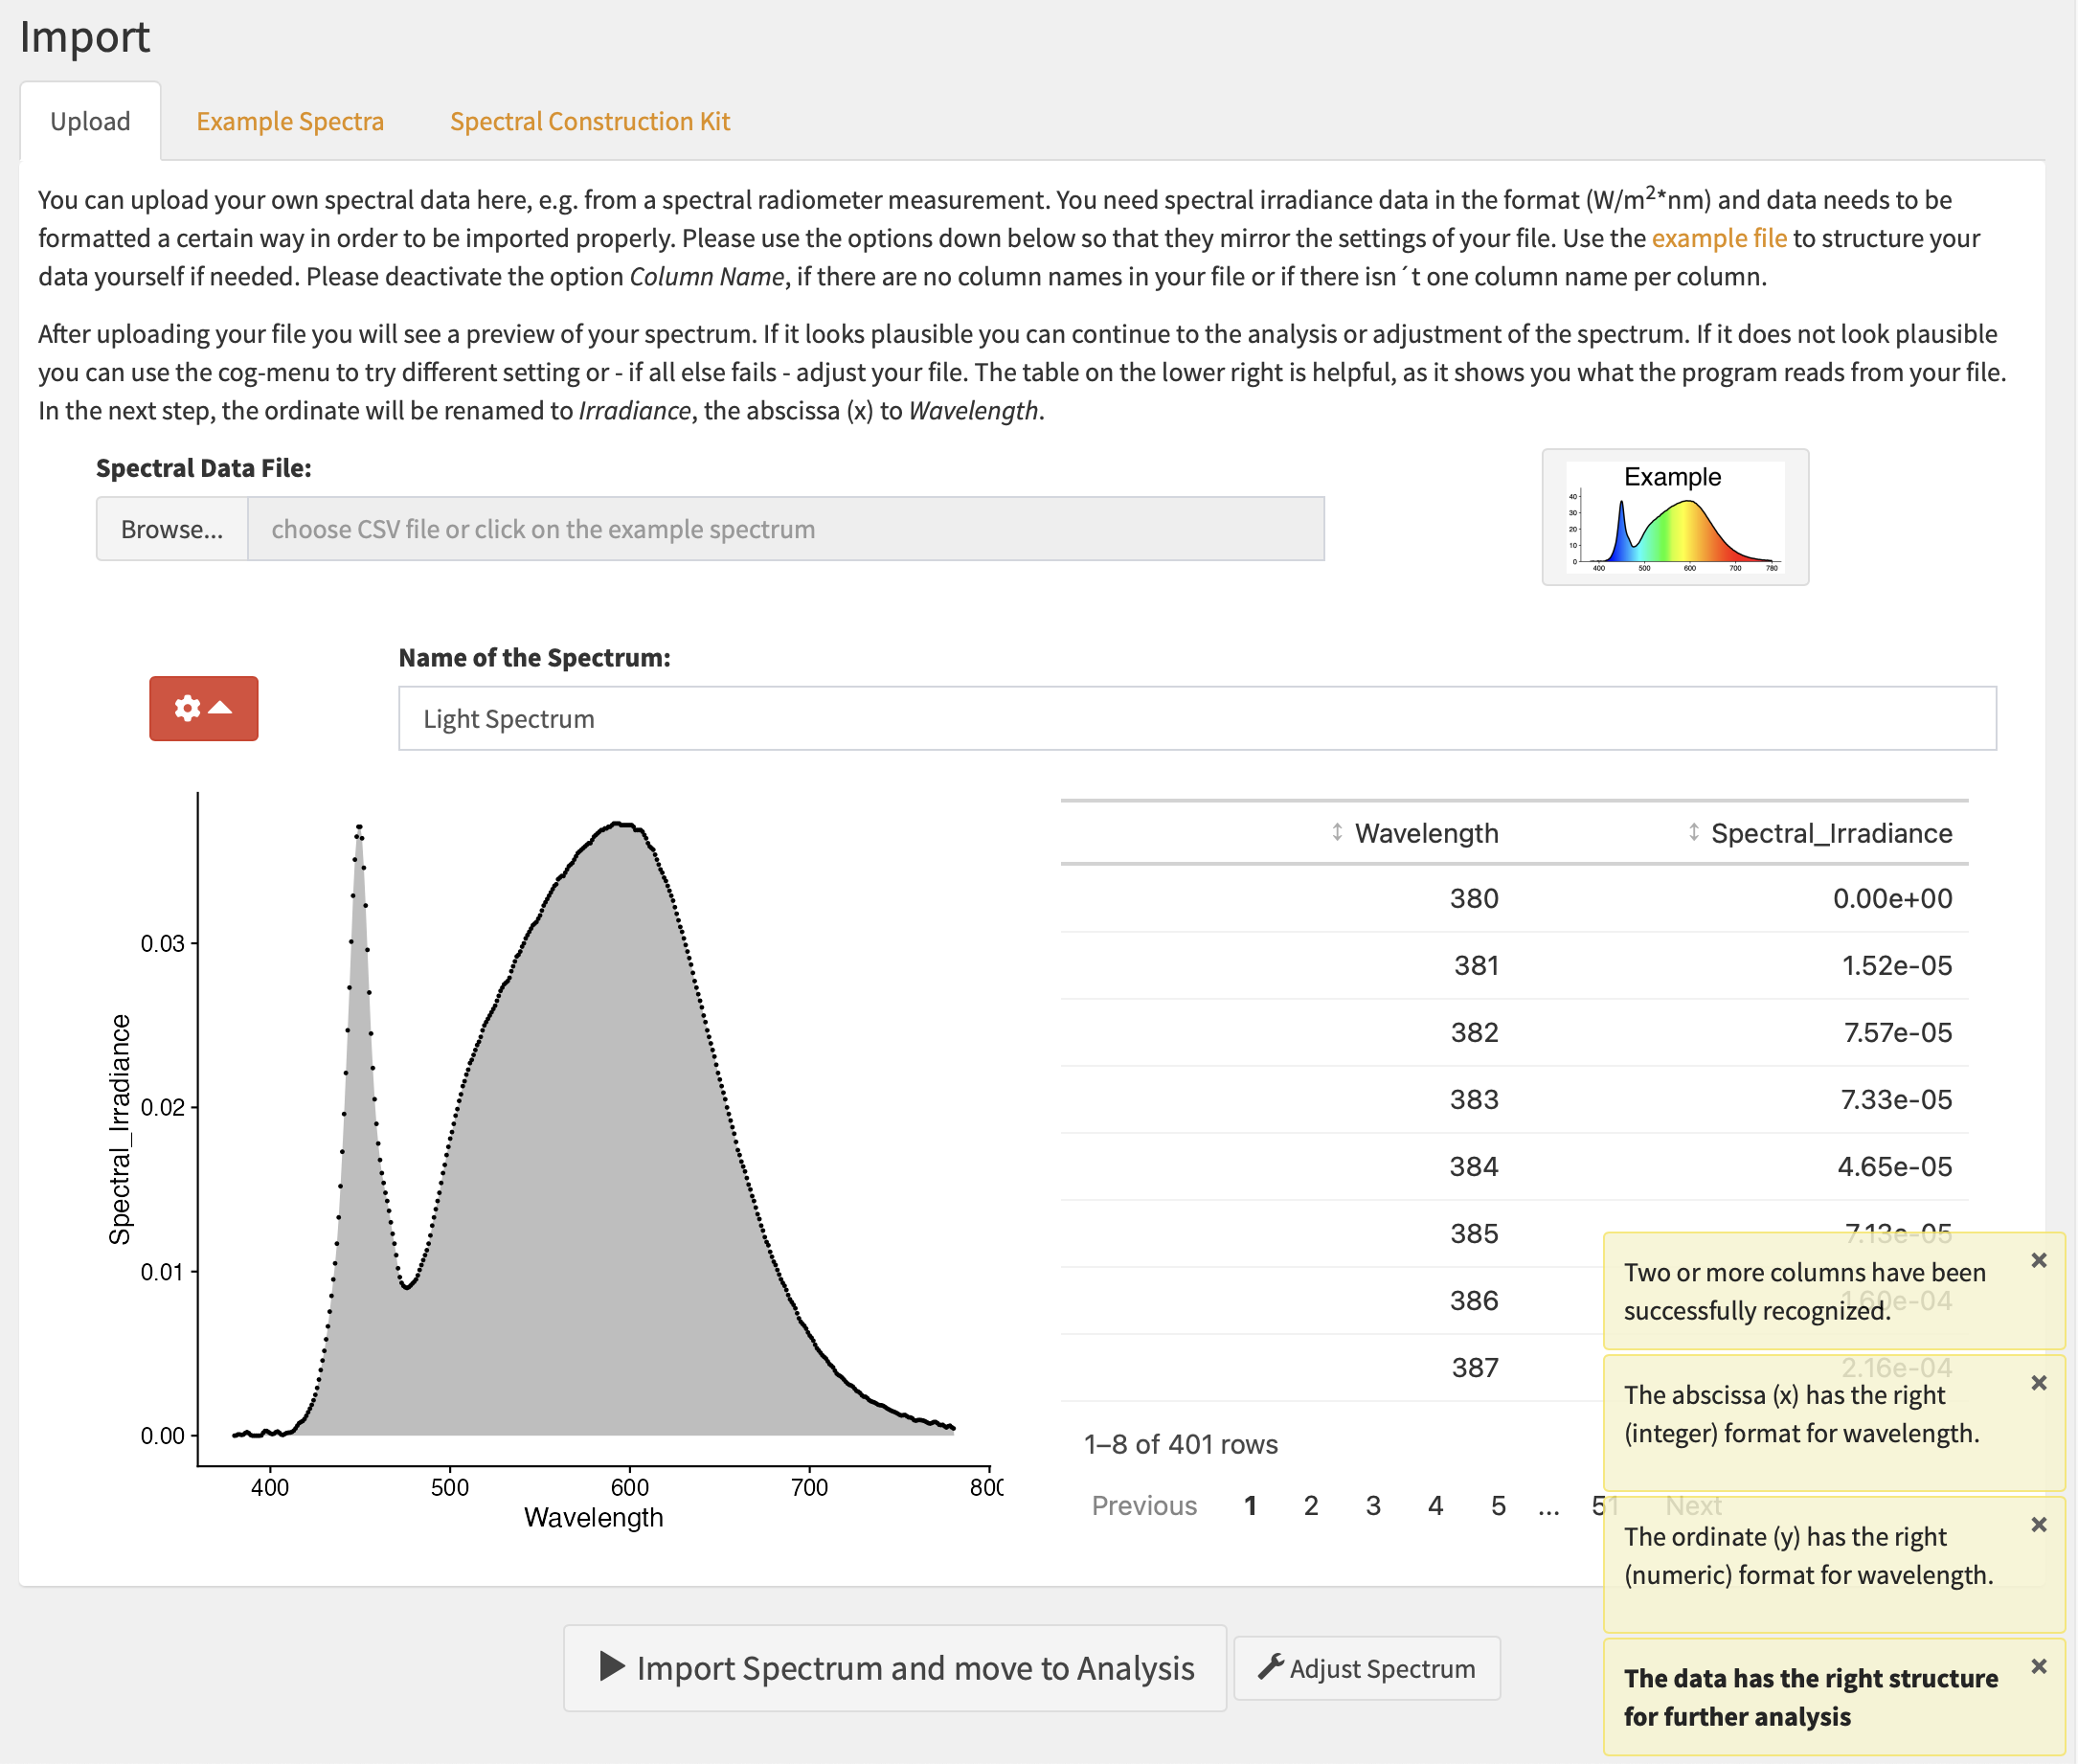 Import
Upload
Example Spectra
Spectral Construction Kit
You can upload your own spectral data here, e.g. from a spectral radiometer measurement. You need spectral irradiance data in the format (W/m²*nm) and data needs to be
formatted a certain way in order to be imported properly. Please use the options down below so that they mirror the settings of your file. Use the example file to structure your
data yourself if needed. Please deactivate the option Column Name, if there are no column names in your file or if there isn´t one column name per column.
After uploading your file you will see a preview of your spectrum. If it looks plausible you can continue to the analysis or adjustment of the spectrum. If it does not look plausible
you can use the cog-menu to try different setting or - if all else fails - adjust your file. The table on the lower right is helpful, as it shows you what the program reads from your file.
In the next step, the ordinate will be renamed to Irradiance, the abscissa (x) to Wavelength.
Spectral Data File:
Browse...
choose CSV file or click on the example spectrum
Example
40
30
20
10
0
400 500 600 700 780
Name of the Spectrum:
Light Spectrum
Spectral_Irradiance
0.03
0.02
0.01
0.00
400 500 600 700 800
Wavelength
Wavelength Spectral_Irradiance
380 0.00e+00
381 1.52e-05
382 7.57e-05
383 7.33e-05
384 4.65e-05
385 7.13e-05
386 1.60e-04
387 2.16e-04
1–8 of 401 rows
Previous 1 2 3 4 5 ... 51 Next
Two or more columns have been
successfully recognized.
The abscissa (x) has the right
(integer) format for wavelength.
The ordinate (y) has the right
(numeric) format for wavelength.
The data has the right structure
for further analysis
Import Spectrum and move to Analysis
Adjust Spectrum